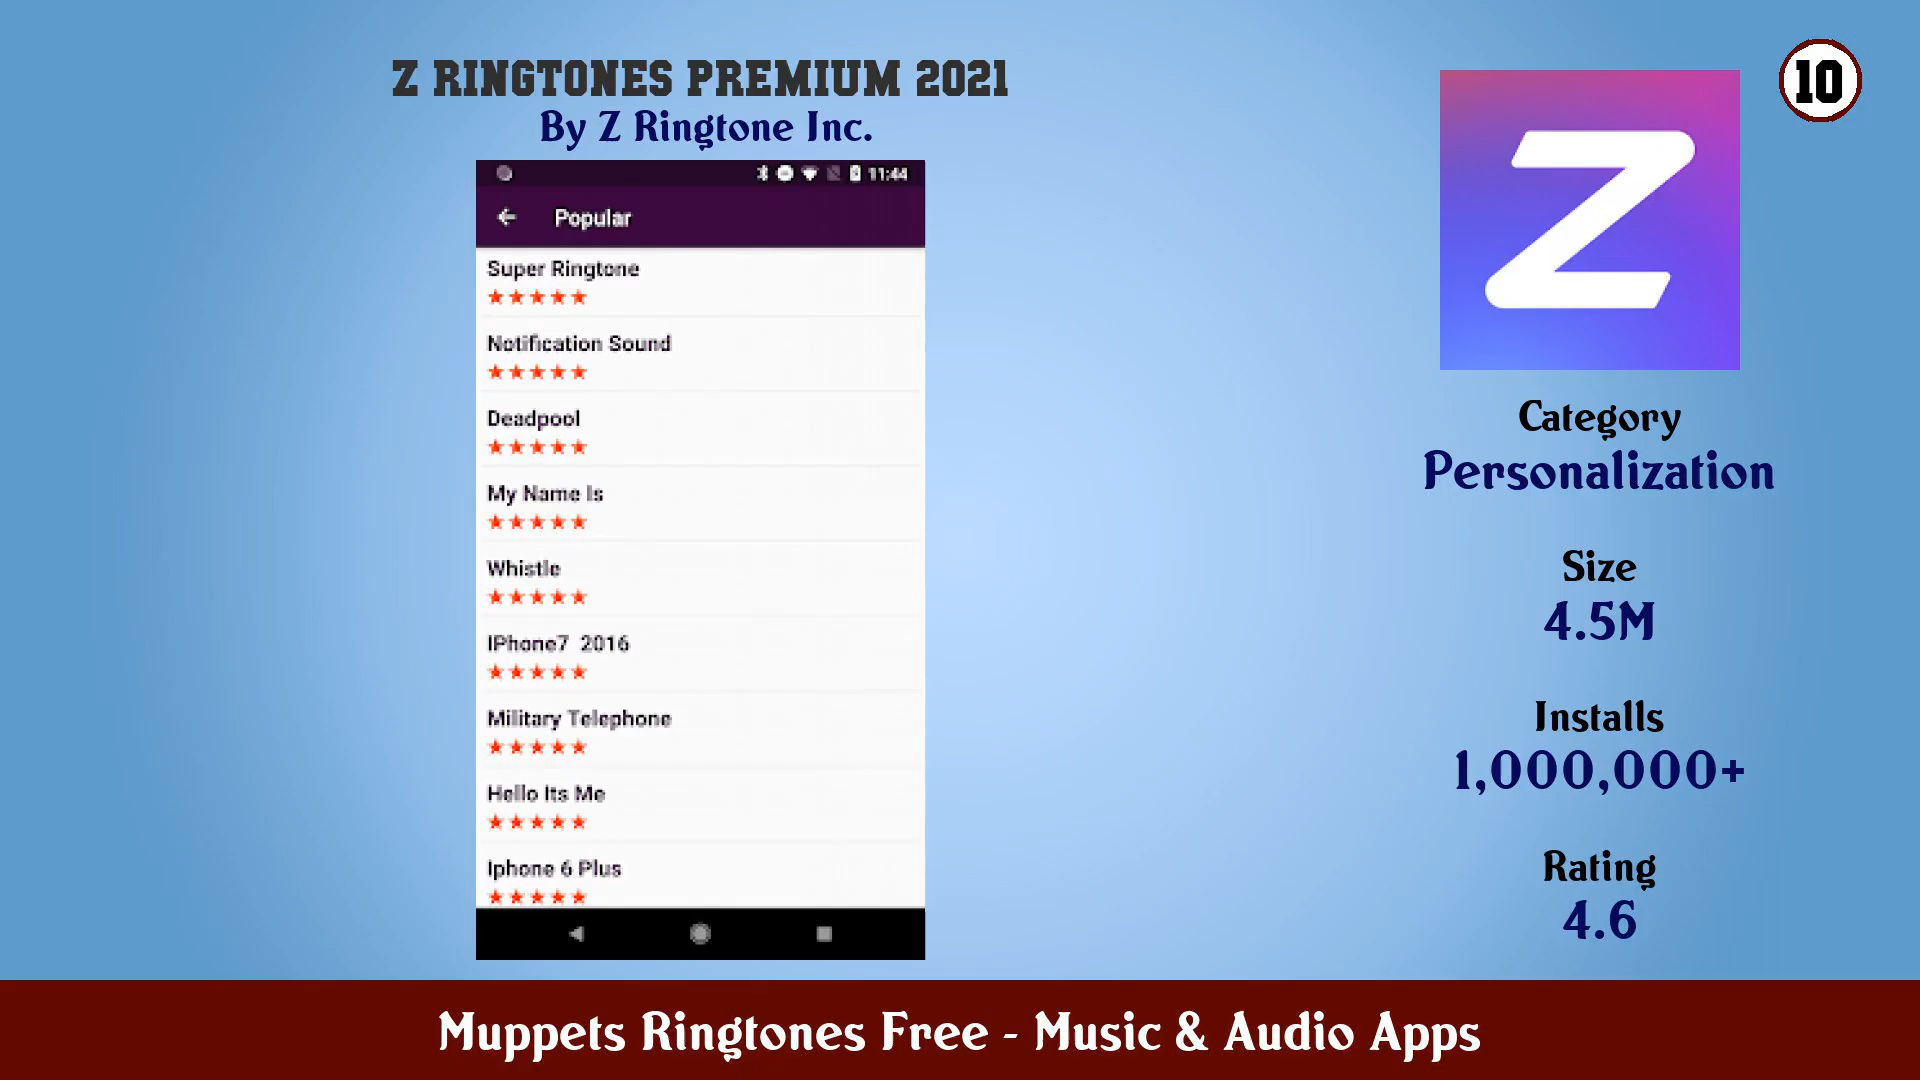 Z RINGTONES PREMIUM 2021
By Z Ringtone Inc.
10
11:44
Popular
Super Ringtone
Notification Sound
Deadpool
My Name Is
Whistle
IPhone7 2016
Military Telephone
Hello Its Me
Iphone 6 Plus
Z
Category
Personalization
Size
4.5M
Installs
1,000,000+
Rating
4.6
Muppets Ringtones Free - Music & Audio Apps